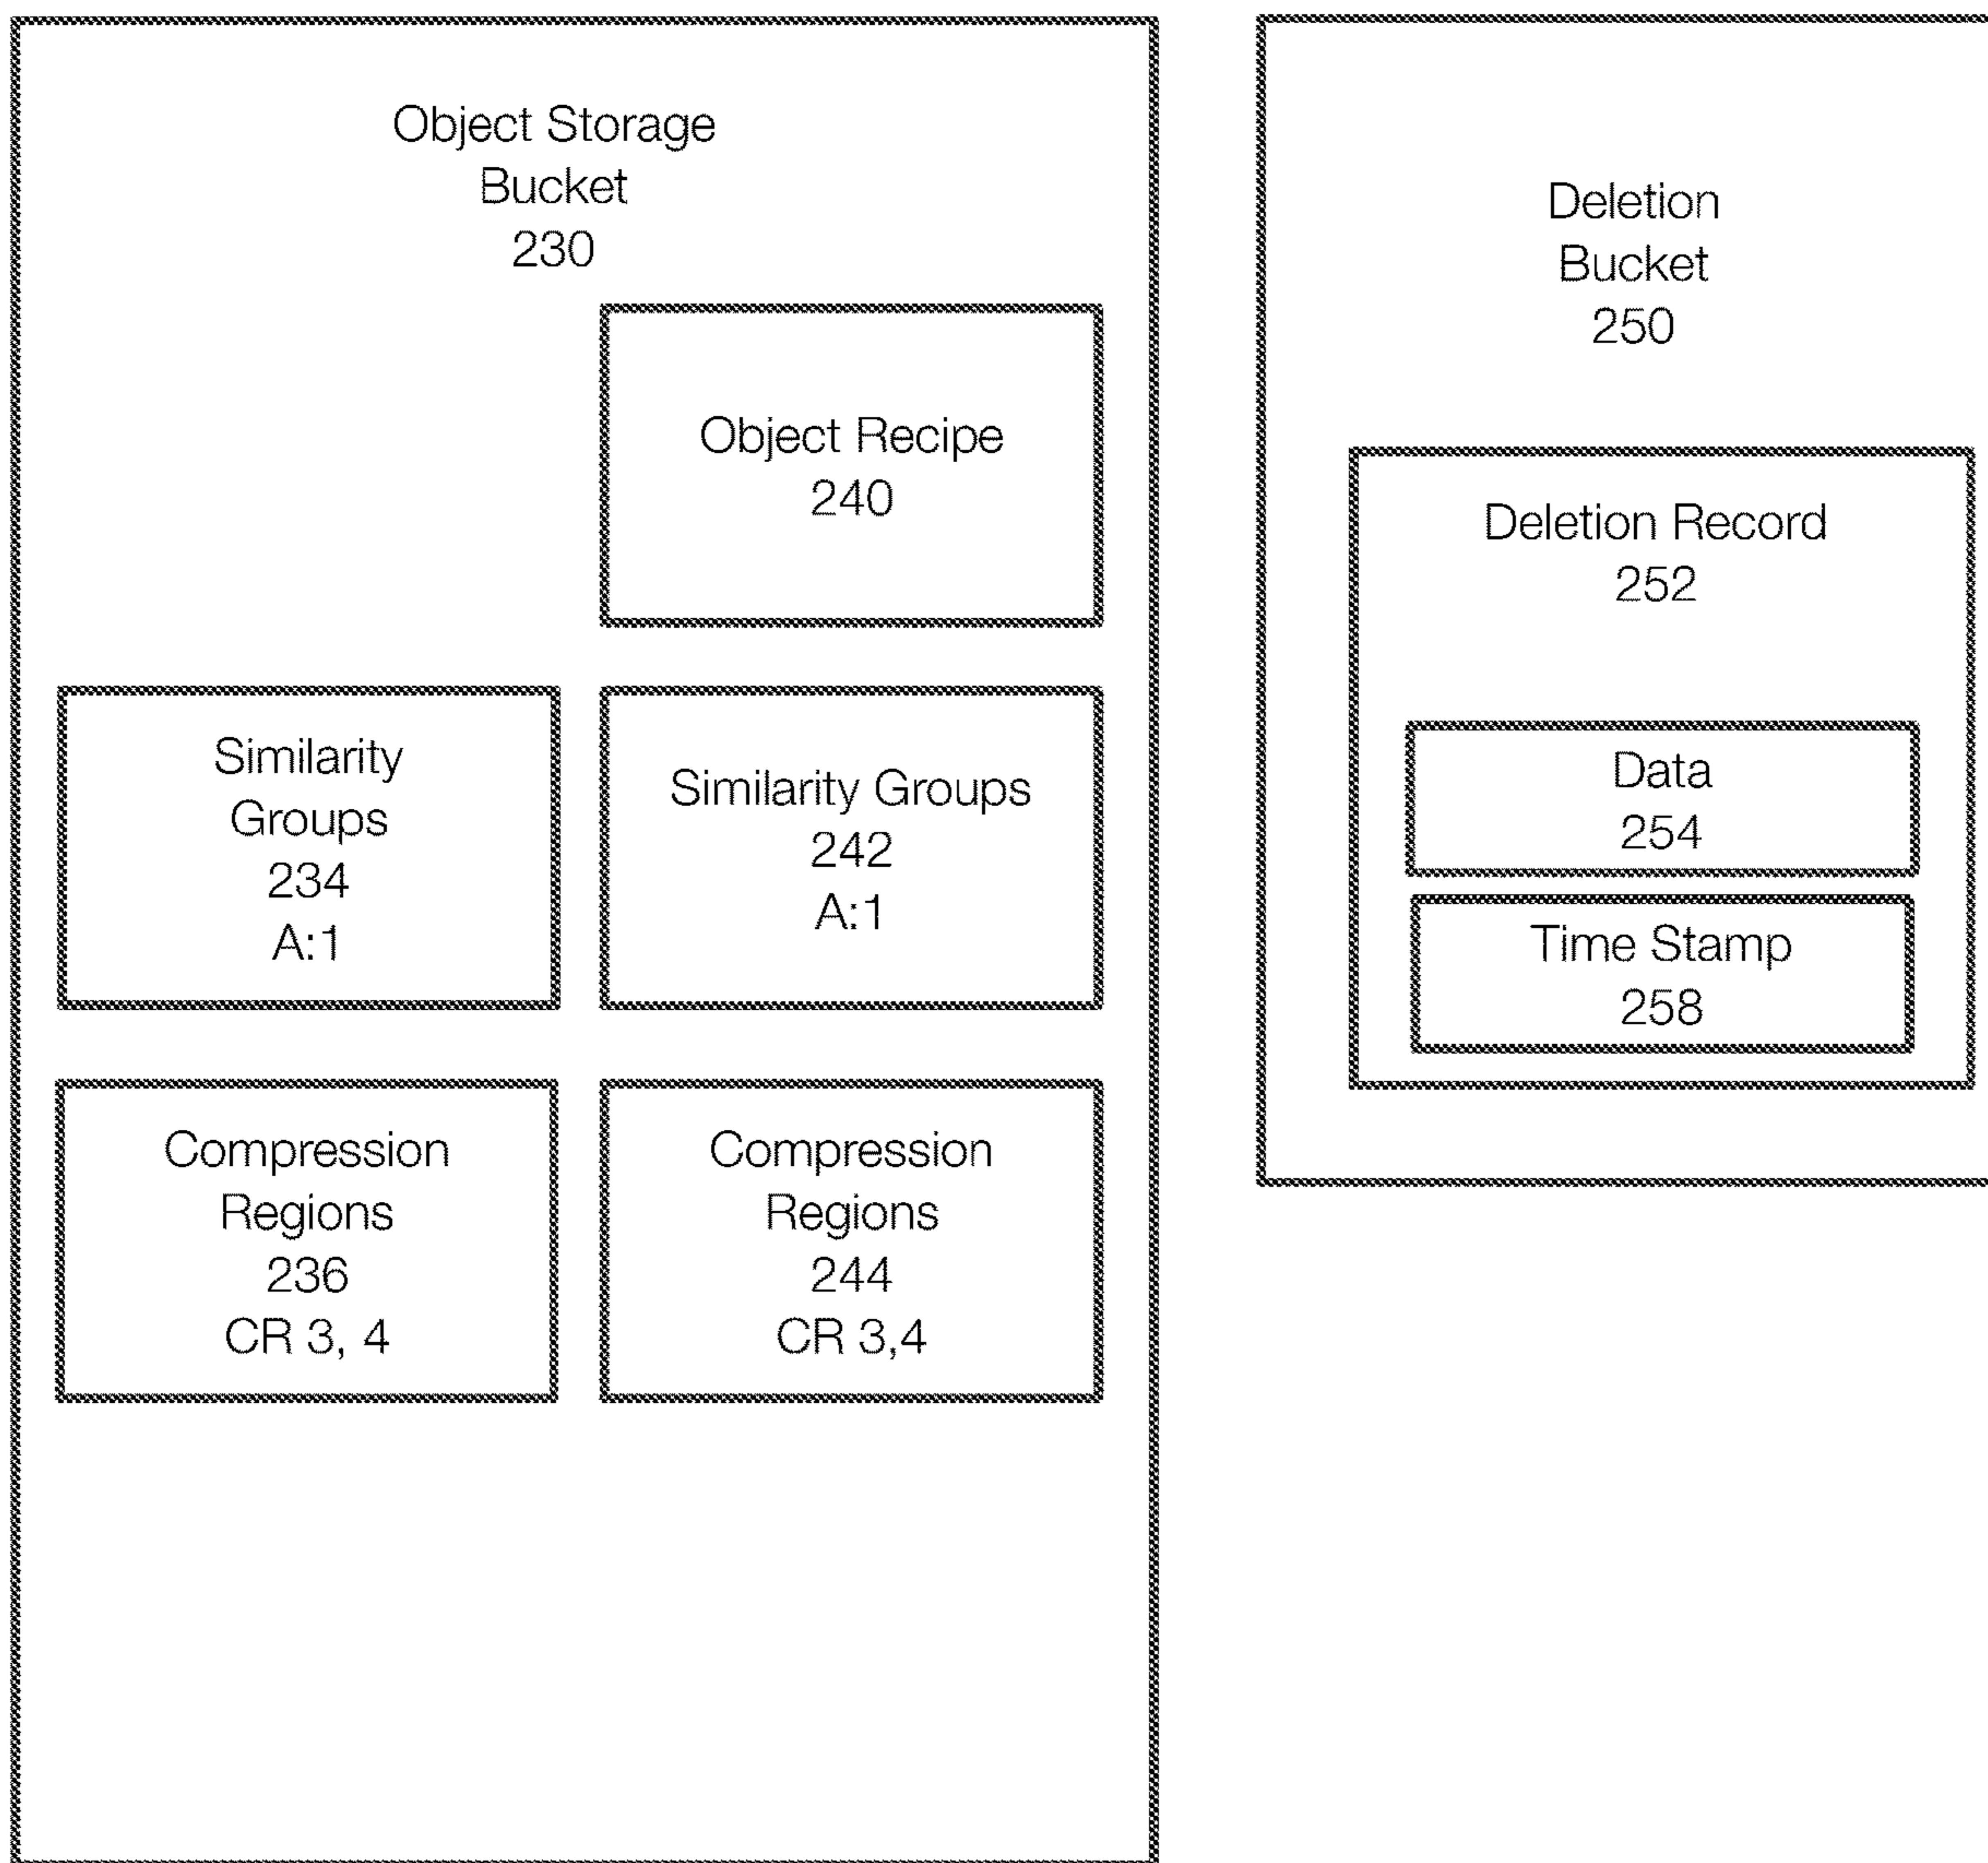 Object Storage
Bucket
230
Object Recipe
240
Similarity
Groups
234
A:1
Similarity Groups
242
A:1
Compression
Regions
236
CR 3, 4
Compression
Regions
244
CR 3,4
Deletion
Bucket
250
Deletion Record
252
Data
254
Time Stamp
258